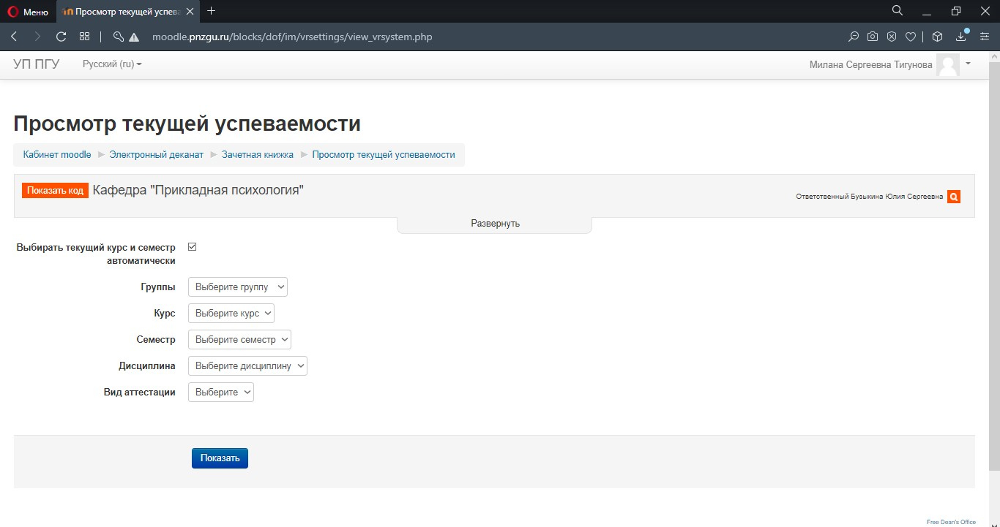 Меню
Просмотр текущей успева
moodle.pnzgu.ru/blocks/dof/im/vrsettings/view_vrsystem.php
УП ПГУ
Русский (ru)
Милана Сергеевна Тигунова
Просмотр текущей успеваемости
Кабинет moodle ► Электронный деканат ► Зачетная книжка ► Просмотр текущей успеваемости
Показать код Кафедра "Прикладная психология"
Ответственный Бузыкина Юлия Сергеевна
Развернуть
Выбирать текущий курс и семестр
автоматически
Группы Выберите группу
Курс Выберите курс
Семестр Выберите семестр
Дисциплина Выберите дисциплину
Вид аттестации Выберите
Показать
Free Dean's Office